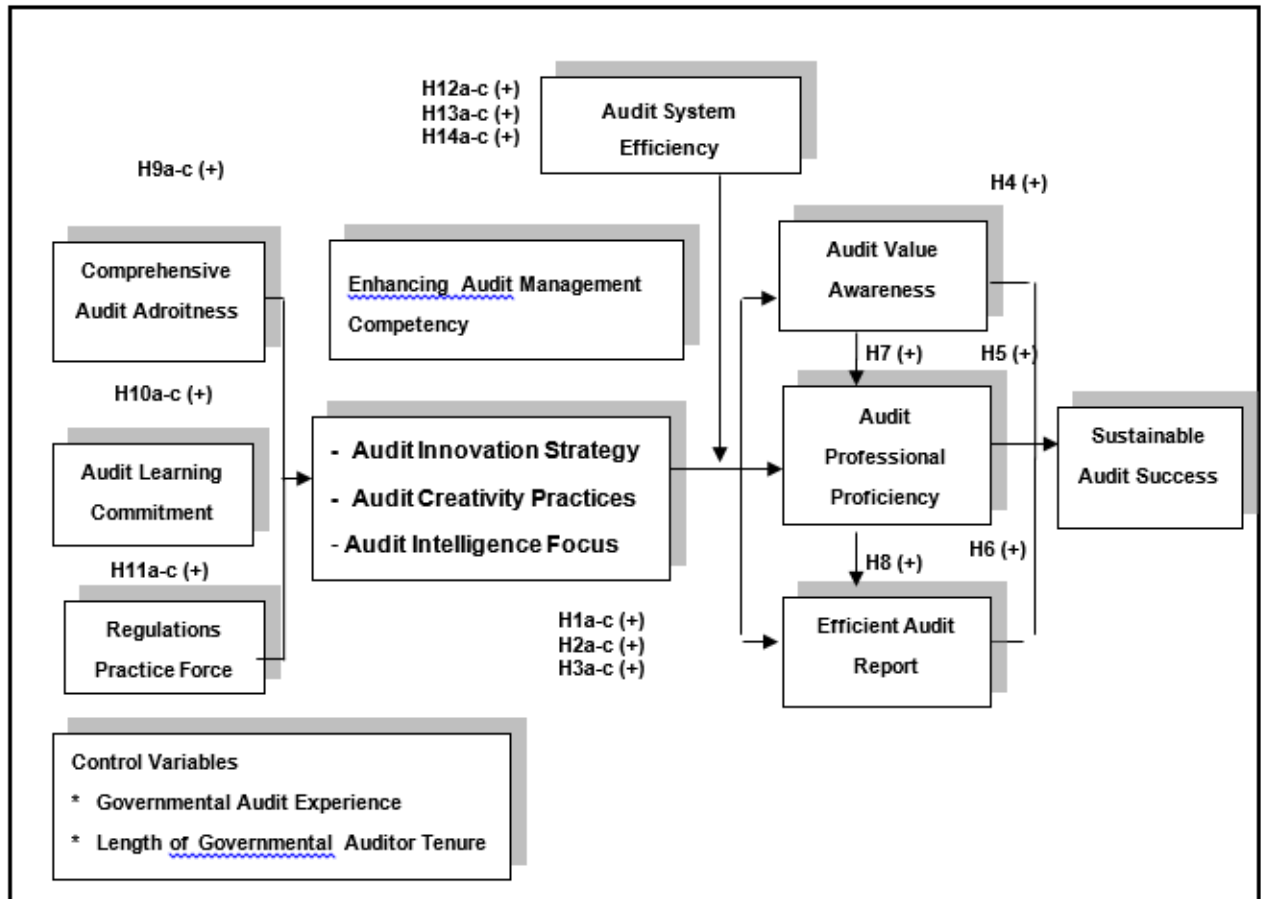 H12a-c (+)
H13a-c (+)
H14a-c (+)
Audit System
Efficiency
H9a-c (+)
H4 (+)
Comprehensive
Audit Adroitness
Enhancing Audit Management
Competency
Audit Value
Awareness
H7 (+)
H5 (+)
H10a-c (+)
Audit Learning
Commitment
- Audit Innovation Strategy
- Audit Creativity Practices
- Audit Intelligence Focus
Audit
Professional
Proficiency
Sustainable
Audit Success
H8 (+)
H6 (+)
H11a-c (+)
Regulations
Practice Force
H1a-c (+)
H2a-c (+)
H3a-c (+)
Efficient Audit
Report
Control Variables
* Governmental Audit Experience
* Length of Governmental Auditor Tenure